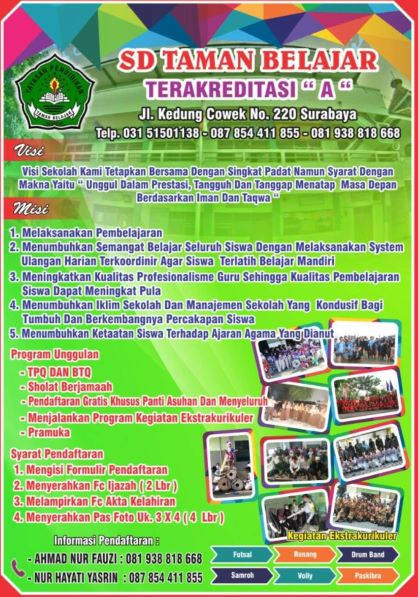 YAYASAN PENDIDIKAN
TAMAN BELAJAR
SD TAMAN BELAJAR
TERAKREDITASI “ A “
Jl. Kedung Cowek No. 220 Surabaya
Telp. 031 51501138 - 087 854 411 855 - 081 938 818 668
Visi
Visi Sekolah Kami Tetapkan Bersama Dengan Singkat Padat Namun Syarat Dengan
Makna Yaitu “ Unggul Dalam Prestasi, Tangguh Dan Tanggap Menatap Masa Depan
Berdasarkan Iman Dan Taqwa “
Misi
1. Melaksanakan Pembelajaran
2. Menumbuhkan Semangat Belajar Seluruh Siswa Dengan Melaksanakan System
Ulangan Harian Terkoordinir Agar Siswa Terlatih Belajar Mandiri
3. Meningkatkan Kualitas Profesionalisme Guru Sehingga Kualitas Pembelajaran
Siswa Dapat Meningkat Pula
4. Menumbuhkan Iklim Sekolah Dan Manajemen Sekolah Yang Kondusif Bagi
Tumbuh Dan Berkembangnya Percakapan Siswa
5. Menumbuhkan Ketaatan Siswa Terhadap Ajaran Agama Yang Dianut
Program Unggulan
- TPQ DAN BTQ
- Sholat Berjamaah
- Pendaftaran Gratis Khusus Panti Asuhan Dan Menyeluruh
- Menjalankan Program Kegiatan Ekstrakurikuler
- Pramuka
Syarat Pendaftaran
1. Mengisi Formulir Pendaftaran
2. Menyerahkan Fc Ijazah ( 2 Lbr )
3. Melampirkan Fc Akta Kelahiran
4. Menyerahkan Pas Foto Uk. 3 X 4 ( 4 Lbr )
Informasi Pendaftaran :
- AHMAD NUR FAUZI : 081 938 818 668
- NUR HAYATI YASRIN : 087 854 411 855
Kegiatan Ekstrakurikuler
Futsal
Renang
Drum Band
Samroh
Volly
Paskibra